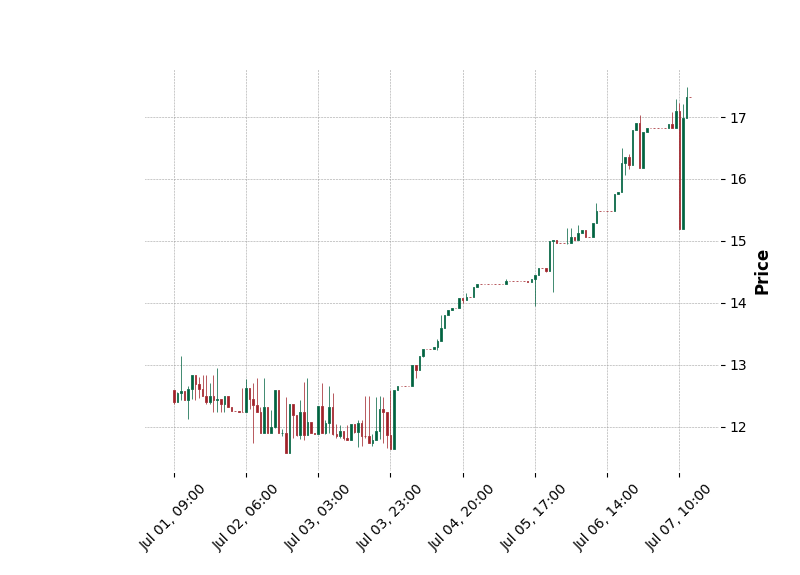 17
16
15
14
13
12
Price
Jul 01, 09:00
Jul 02, 06:00
Jul 03, 03:00
Jul 03, 23:00
Jul 04, 20:00
Jul 05, 17:00
Jul 06, 14:00
Jul 07, 10:00